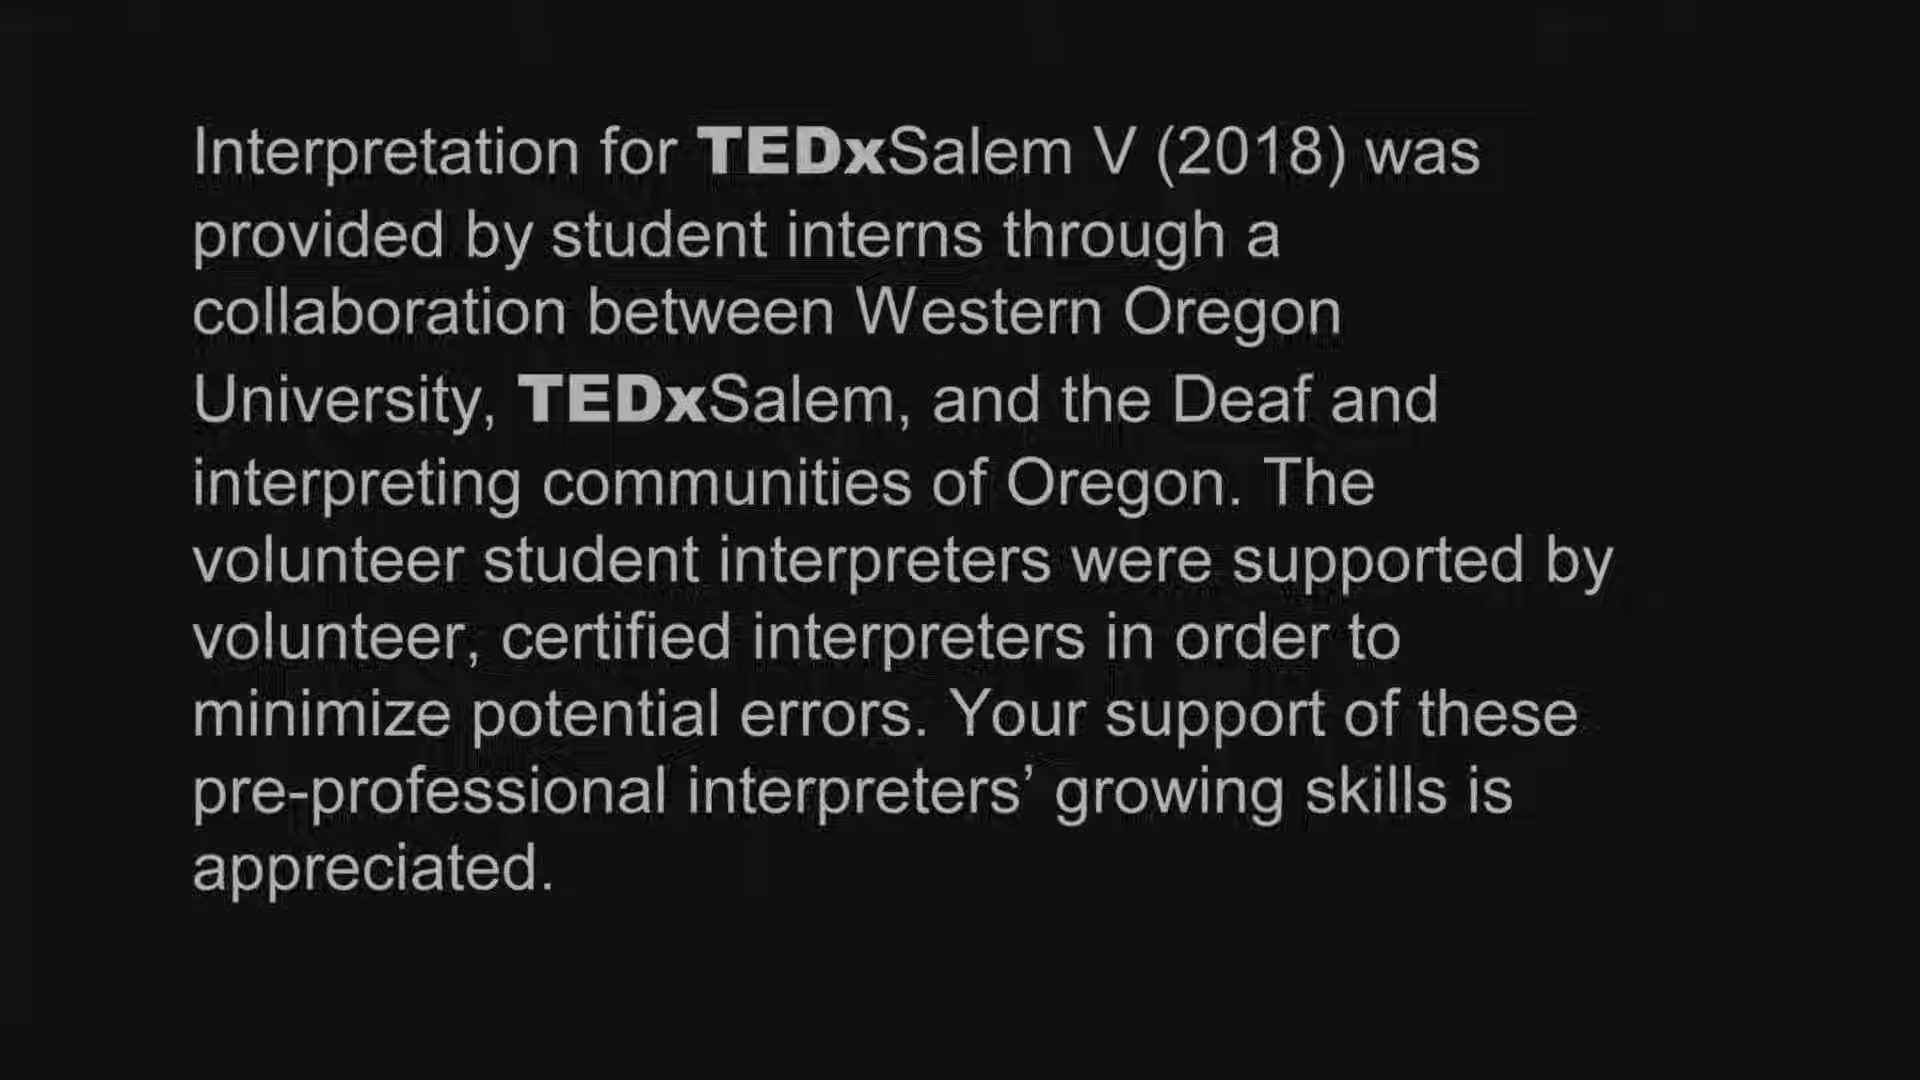 Interpretation for TEDxSalem V (2018) was
provided by student interns through a
collaboration between Western Oregon
University, TEDxSalem, and the Deaf and
interpreting communities of Oregon. The
volunteer student interpreters were supported by
volunteer, certified interpreters in order to
minimize potential errors. Your support of these
pre-professional interpreters’ growing skills is
appreciated.